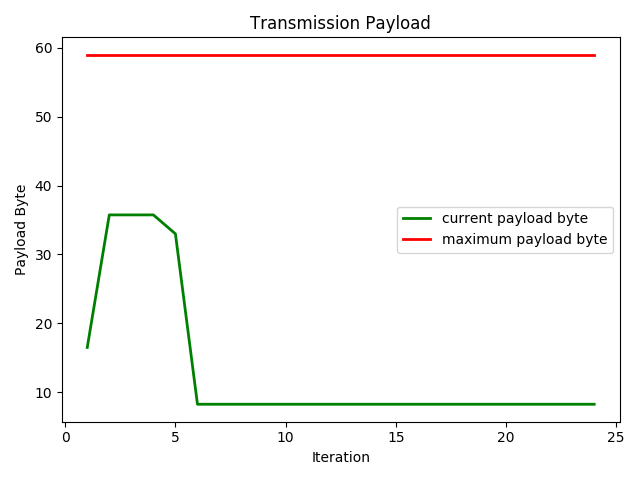 Transmission Payload
60
50
40
30
20
10
Payload Byte
current payload byte
maximum payload byte
0 5 10 15 20 25
Iteration